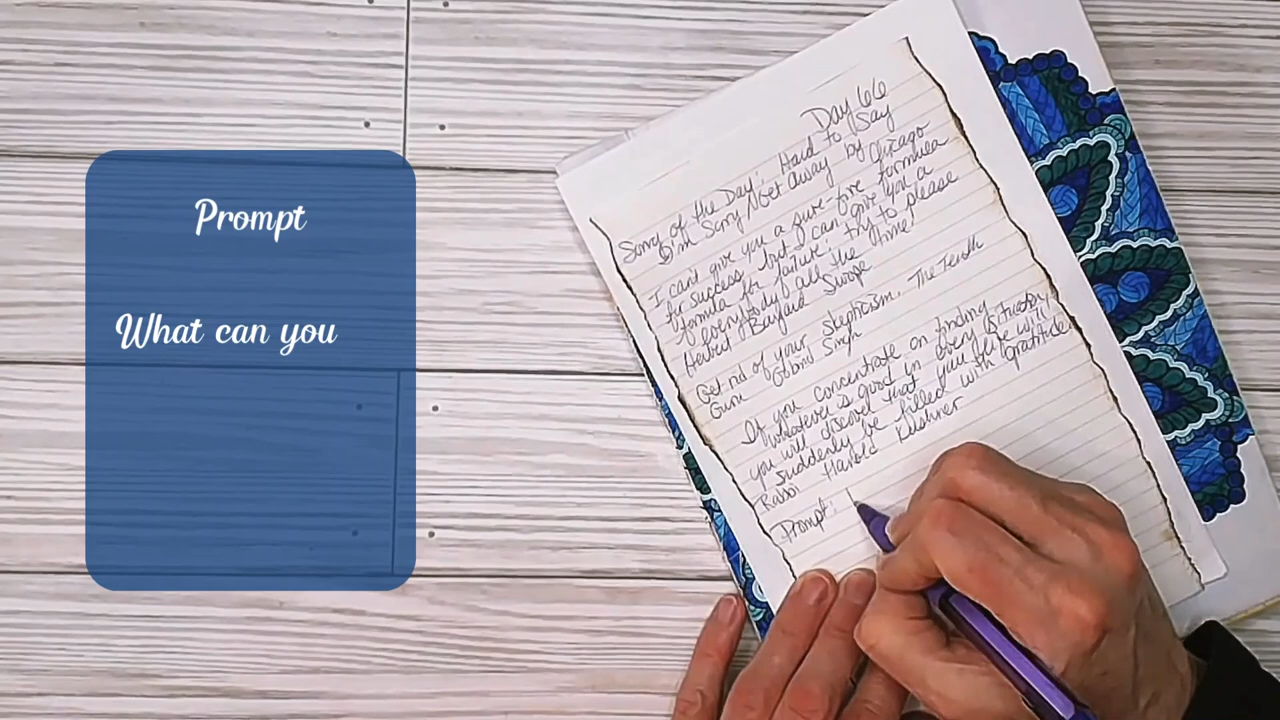 Prompt
What can you
Day 66
Song of the Day: Hard to Say
I'm Sorry/Get Away by Chicago
I can't give you a sure-fire formula
for success, but I can give you a
formula for failure; try to please
everybody all the time!
Herbert Bayard Swope
Get rid of your skepticism. The Tenth
Guru Gobind Singh
If you concentrate on finding
whatever is good in every situation,
you will discover that your life will
suddenly be filled with gratitude
Rabbi Harold Kushner
Prompt: